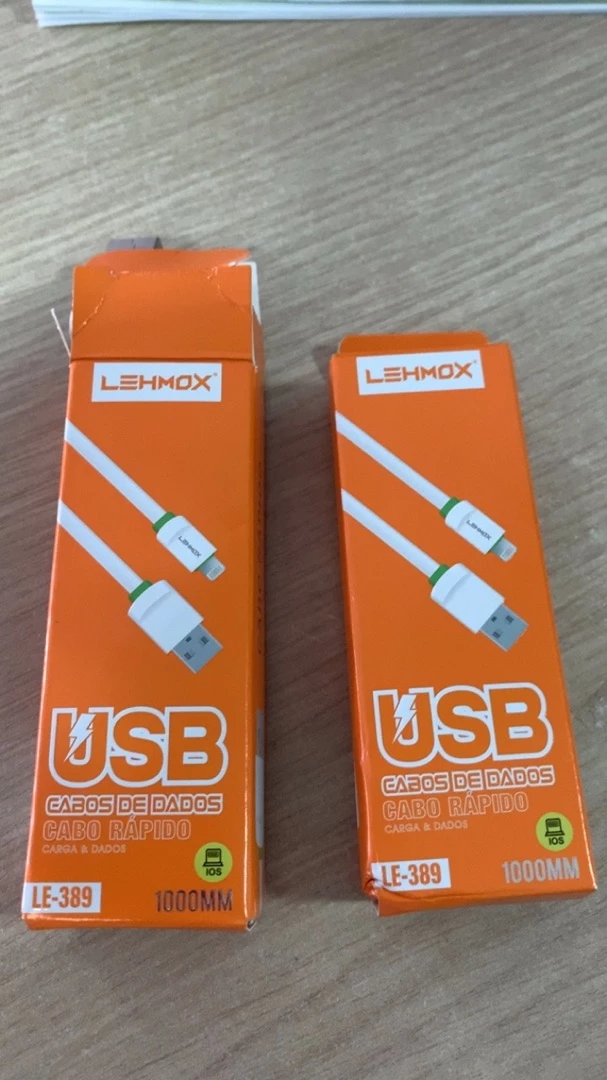 LEHMOX
LEHMOX
USB
CABOS DE DADOS
CABO RÁPIDO
CARGA & DADOS
IOS
LE-389
1000MM
LEHMOX
LEHMOX
USB
CABOS DE DADOS
CABO RÁPIDO
CARGA & DADOS
IOS
LE-389
1000MM